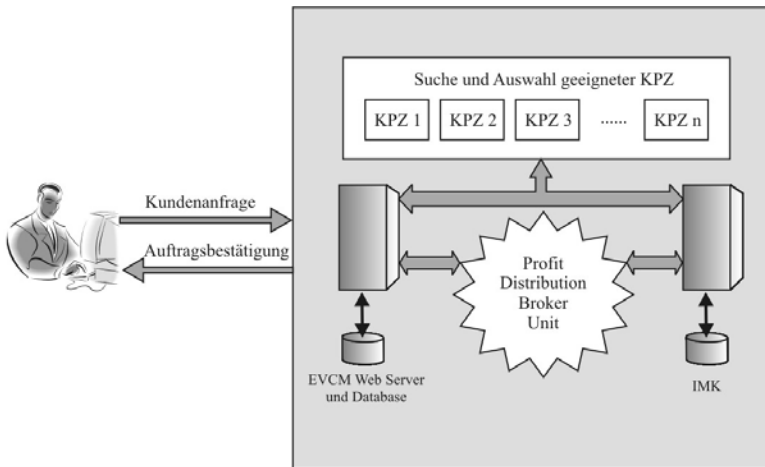 Suche und Auswahl geeigneter KPZ
KPZ 1
KPZ 2
KPZ 3
......
KPZ n
Kundenanfrage
Auftragsbestätigung
Profit
Distribution
Broker
Unit
EVCM Web Server
und Database
IMK